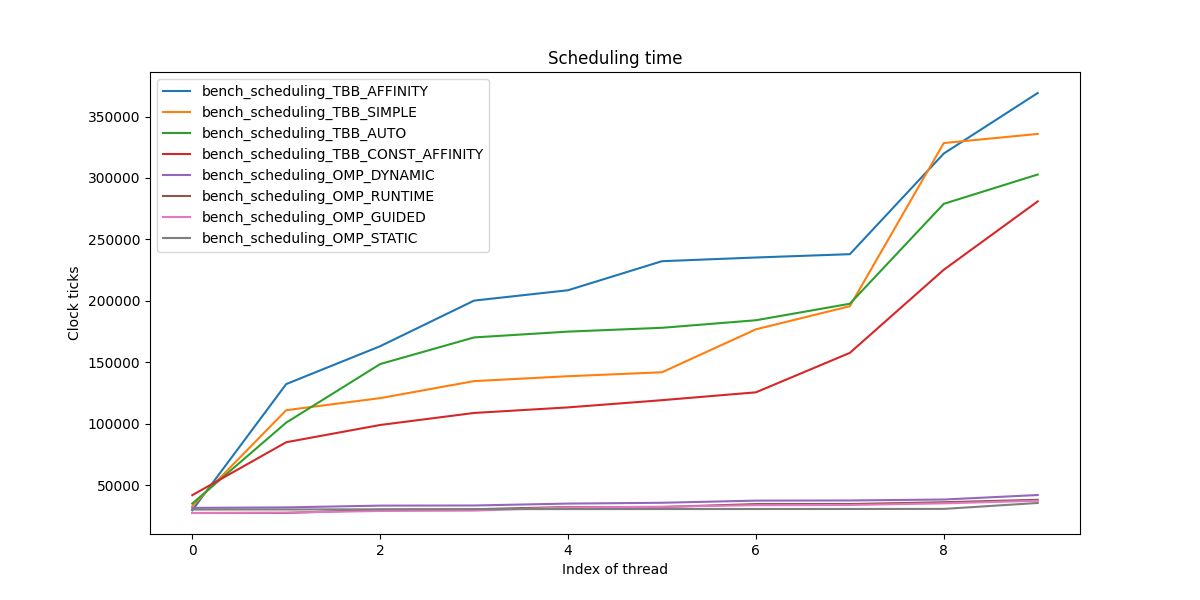 Scheduling time
bench_scheduling_TBB_AFFINITY
bench_scheduling_TBB_SIMPLE
bench_scheduling_TBB_AUTO
bench_scheduling_TBB_CONST_AFFINITY
bench_scheduling_OMP_DYNAMIC
bench_scheduling_OMP_RUNTIME
bench_scheduling_OMP_GUIDED
bench_scheduling_OMP_STATIC
Clock ticks
350000
300000
250000
200000
150000
100000
50000
0 2 4 6 8
Index of thread